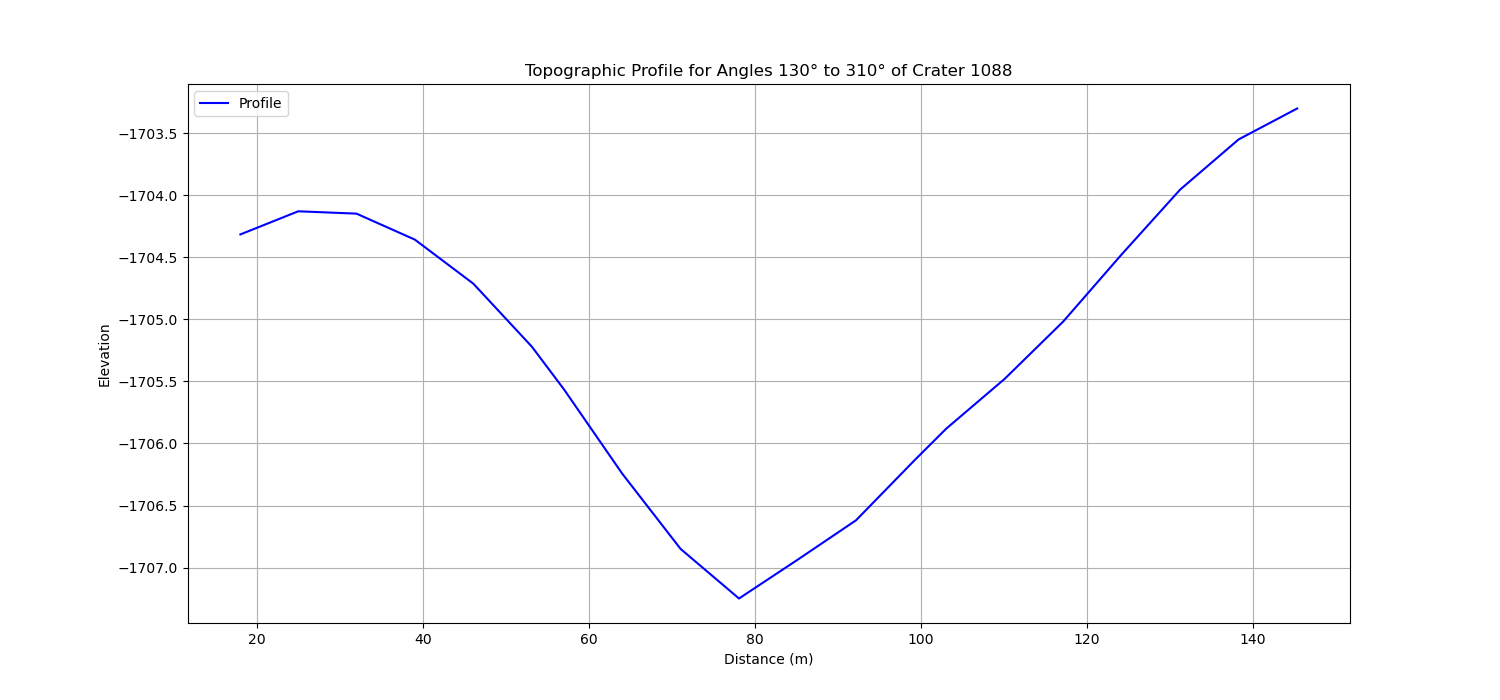 Topographic Profile for Angles 130° to 310° of Crater 1088
Profile
−1703.5
−1704.0
−1704.5
−1705.0
−1705.5
−1706.0
−1706.5
−1707.0
Elevation
20 40 60 80 100 120 140
Distance (m)